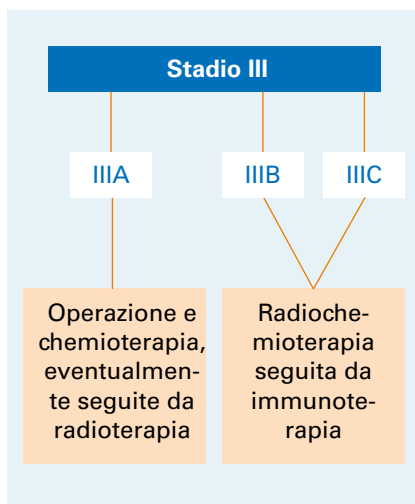 Stadio III
IIIA
IIIB
IIIC
Operazione e
chemioterapia,
eventualmen-
te seguite da
radioterapia
Radioche-
mioterapia
seguita da
immunote-
rapia